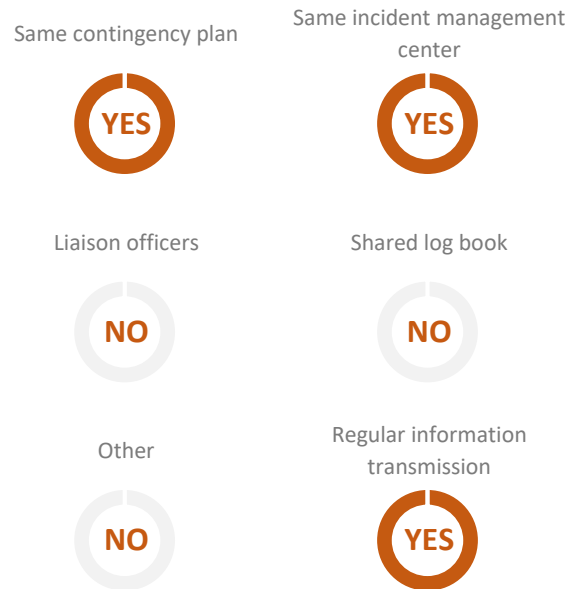 Same contingency plan
Same incident management
center
YES
YES
Liaison officers
Shared log book
NO
NO
Other
Regular information
transmission
NO
YES